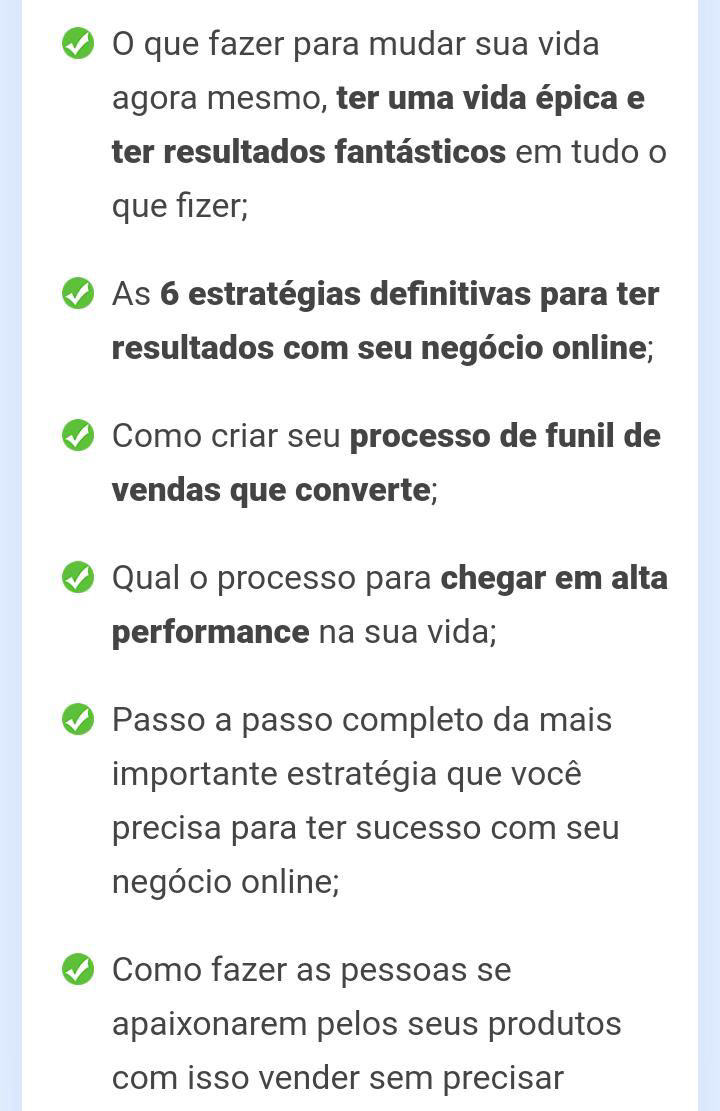 O que fazer para mudar sua vida
agora mesmo, ter uma vida épica e
ter resultados fantásticos em tudo o
que fizer;
As 6 estratégias definitivas para ter
resultados com seu negócio online;
Como criar seu processo de funil de
vendas que converte;
Qual o processo para chegar em alta
performance na sua vida;
Passo a passo completo da mais
importante estratégia que você
precisa para ter sucesso com seu
negócio online;
Como fazer as pessoas se
apaixonarem pelos seus produtos
com isso vender sem precisar